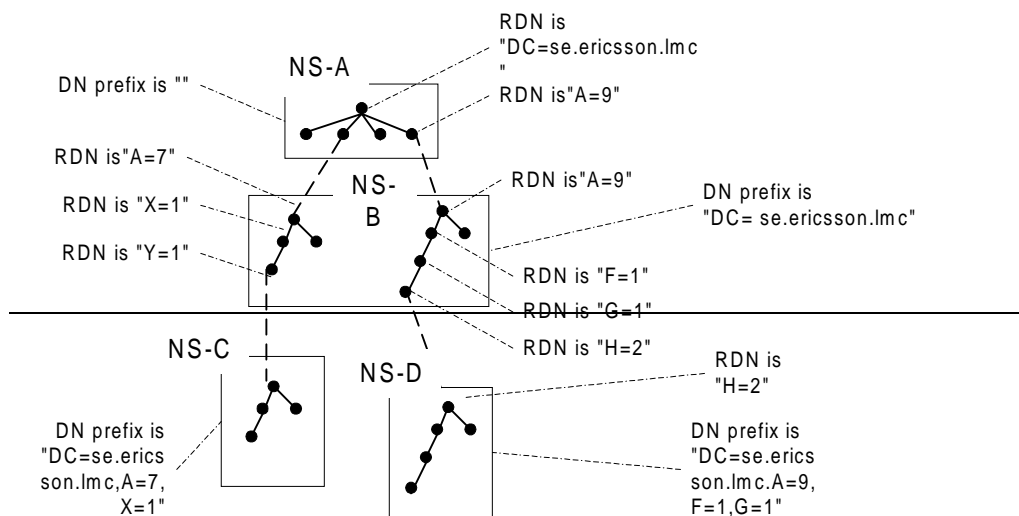 RDN is
"DC=se.ericsson.lmc
"
NS-A
DN prefix is ""
RDN is"A=9"
RDN is"A=7"
NS-
B
RDN is"A=9"
RDN is "X=1"
DN prefix is
"DC= se.ericsson.lmc"
RDN is "Y=1"
RDN is "F=1"
RDN is "G=1"
RDN is "H=2"
NS-C
NS-D
RDN is
"H=2"
DN prefix is
"DC=se.erics
son.lmc,A=7,
X=1"
DN prefix is
"DC=se.erics
son.lmc.A=9,
F=1,G=1"